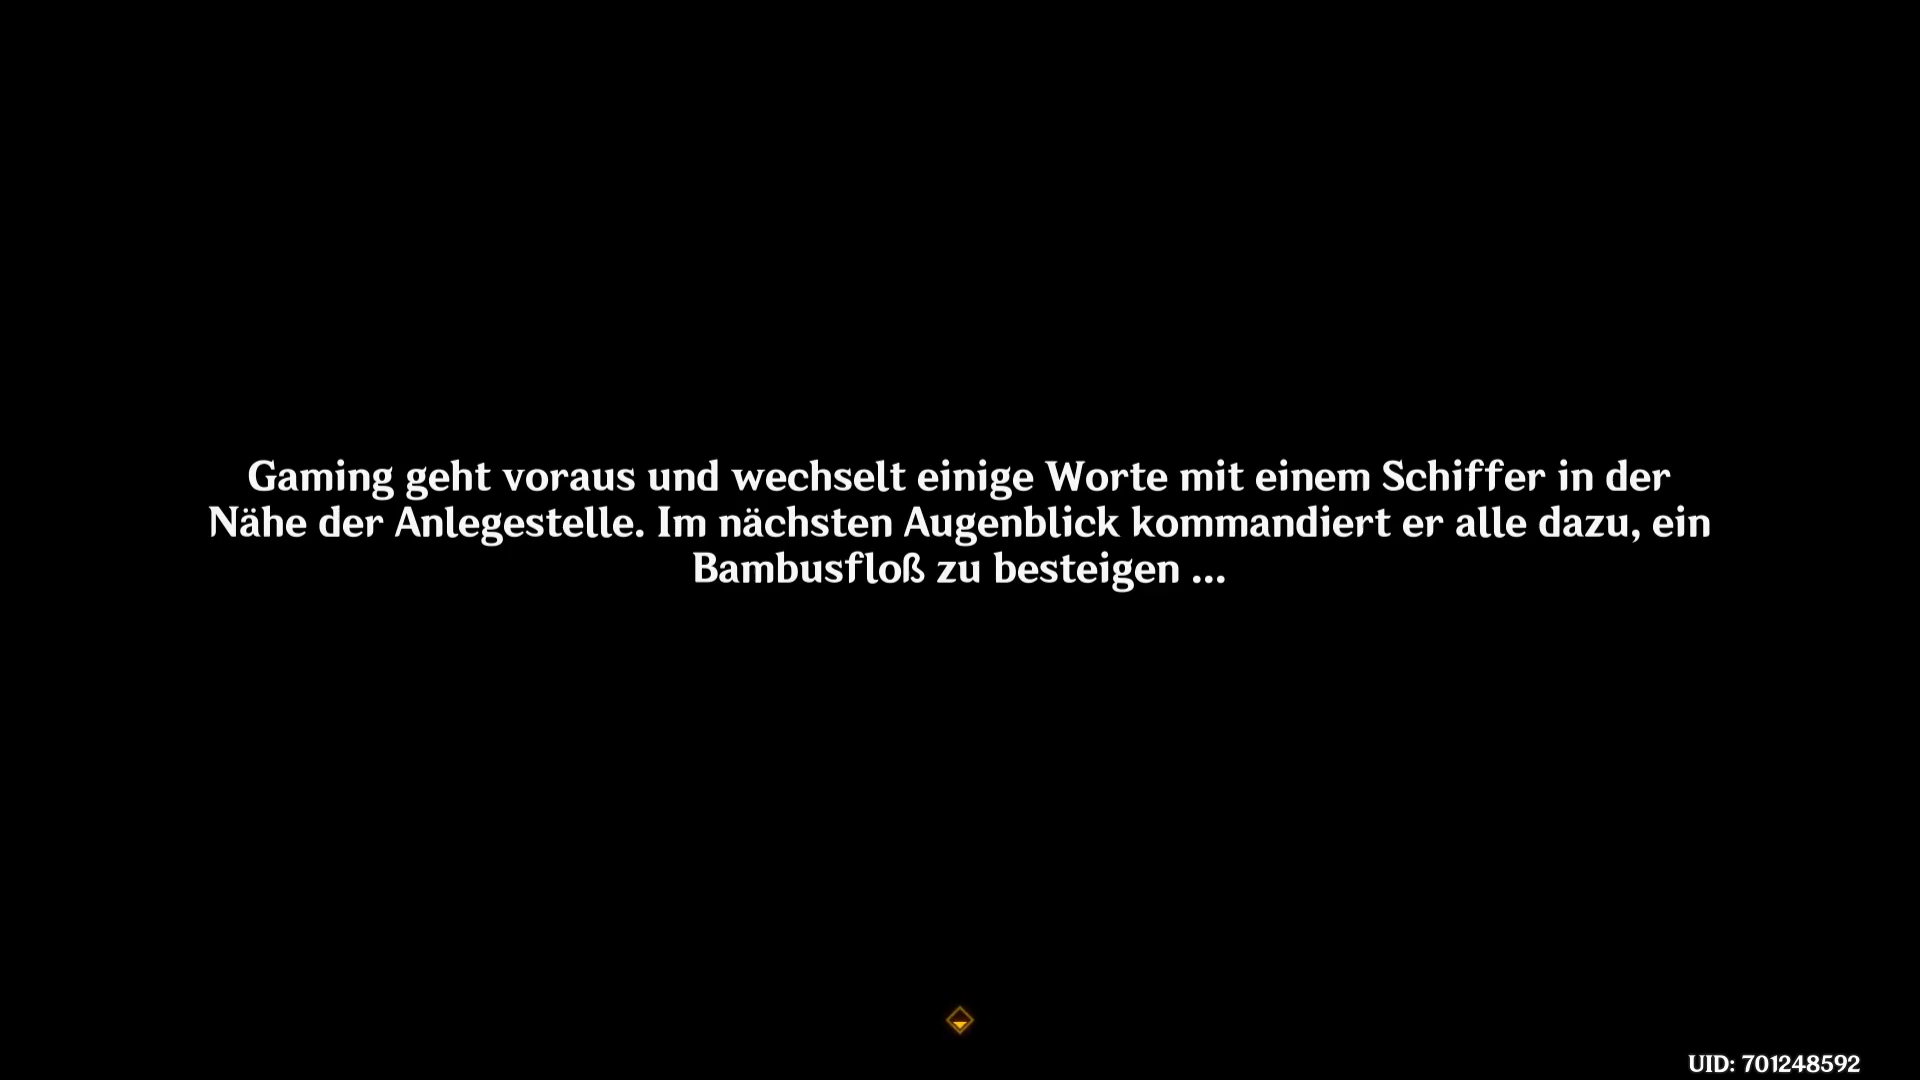 Gaming geht voraus und wechselt einige Worte mit einem Schiffer in der
Nähe der Anlegestelle. Im nächsten Augenblick kommandiert er alle dazu, ein
Bambusfloß zu besteigen ...
UID: 701248592